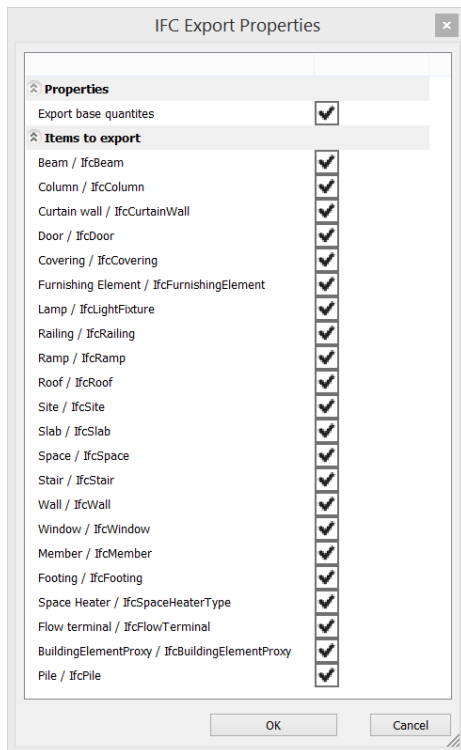 IFC Export Properties
Properties
Export base quantites
Items to export
Beam / IfcBeam
Column / IfcColumn
Curtain wall / IfcCurtainWall
Door / IfcDoor
Covering / IfcCovering
Furnishing Element / IfcFurnishingElement
Lamp / IfcLightFixture
Railing / IfcRailing
Ramp / IfcRamp
Roof / IfcRoof
Site / IfcSite
Slab / IfcSlab
Space / IfcSpace
Stair / IfcStair
Wall / IfcWall
Window / IfcWindow
Member / IfcMember
Footing / IfcFooting
Space Heater / IfcSpaceHeaterType
Flow terminal / IfcFlowTerminal
BuildingElementProxy / IfcBuildingElementProxy
Pile / IfcPile
OK Cancel